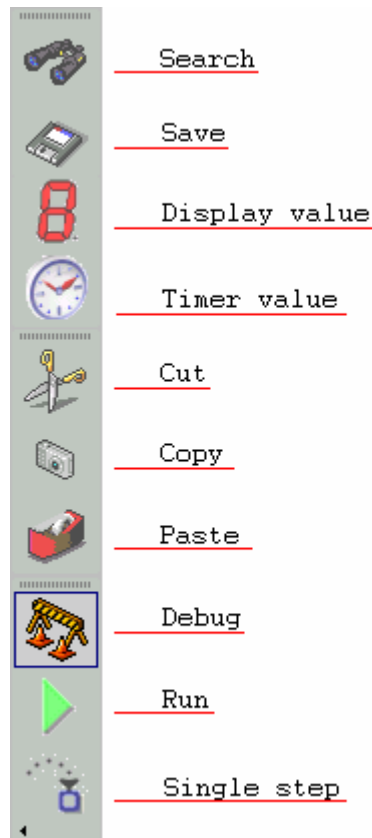 Search
Save
Display value
Timer value
Cut
Copy
Paste
Debug
Run
Single step